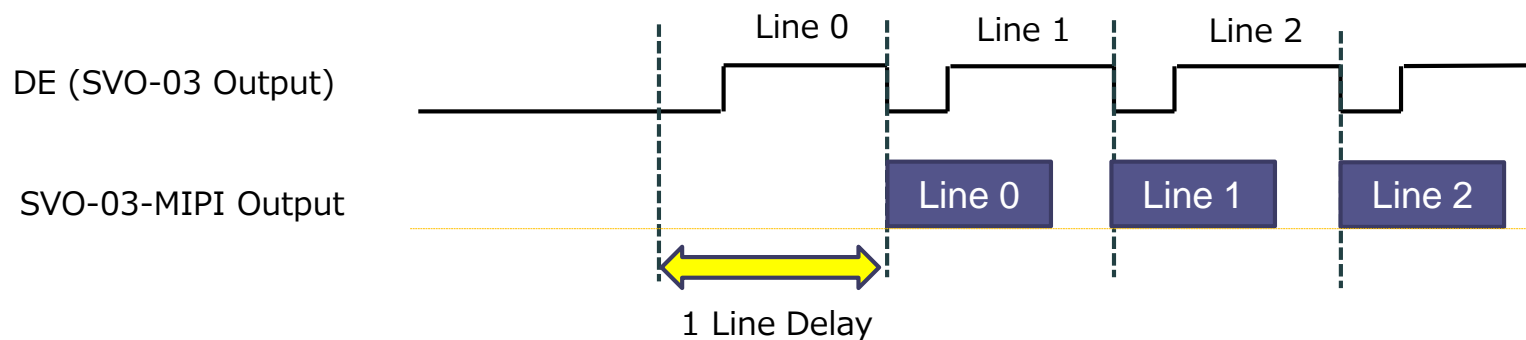 Line 0
Line 1
Line 2
DE (SVO-03 Output)
SVO-03-MIPI Output
Line 0
Line 1
Line 2
1 Line Delay